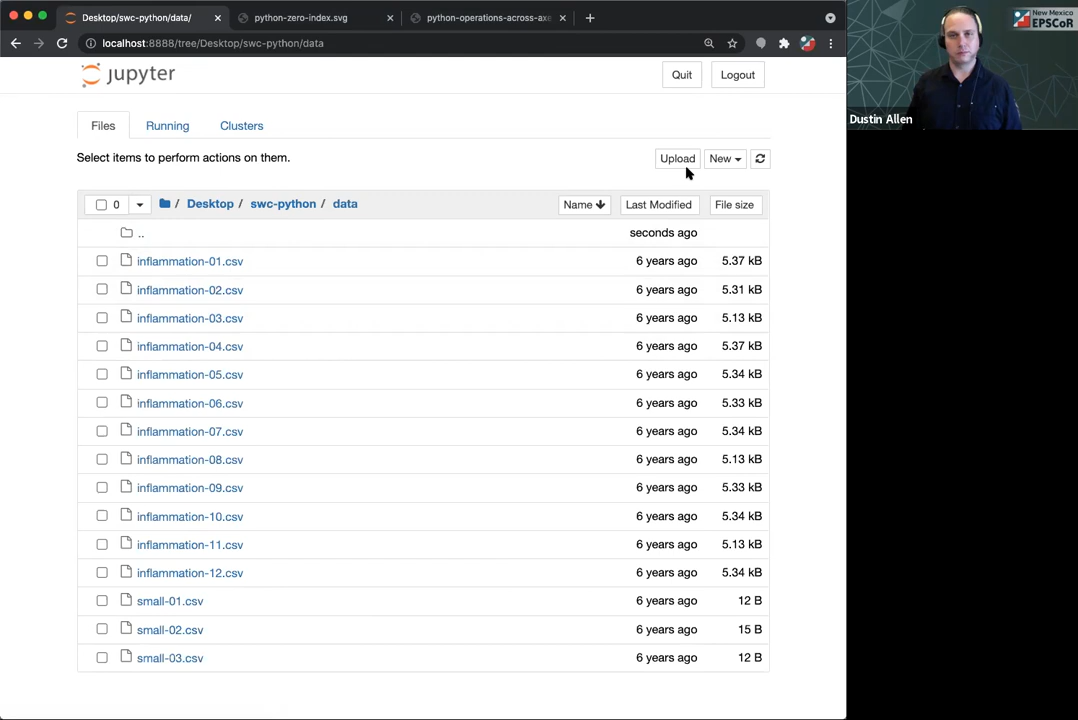 Desktop/swc-python/data/
python-zero-index.svg
python-operations-across-axe
localhost:8888/tree/Desktop/swc-python/data
New Mexico
EPSCoR
Dustin Allen
jupyter
Quit
Logout
Files
Running
Clusters
Select items to perform actions on them.
Upload
New
0
/ Desktop / swc-python / data
Name
Last Modified
File size
..
seconds ago
inflammation-01.csv 6 years ago 5.37 kB
inflammation-02.csv 6 years ago 5.31 kB
inflammation-03.csv 6 years ago 5.13 kB
inflammation-04.csv 6 years ago 5.37 kB
inflammation-05.csv 6 years ago 5.34 kB
inflammation-06.csv 6 years ago 5.33 kB
inflammation-07.csv 6 years ago 5.34 kB
inflammation-08.csv 6 years ago 5.13 kB
inflammation-09.csv 6 years ago 5.33 kB
inflammation-10.csv 6 years ago 5.34 kB
inflammation-11.csv 6 years ago 5.13 kB
inflammation-12.csv 6 years ago 5.34 kB
small-01.csv 6 years ago 12 B
small-02.csv 6 years ago 15 B
small-03.csv 6 years ago 12 B